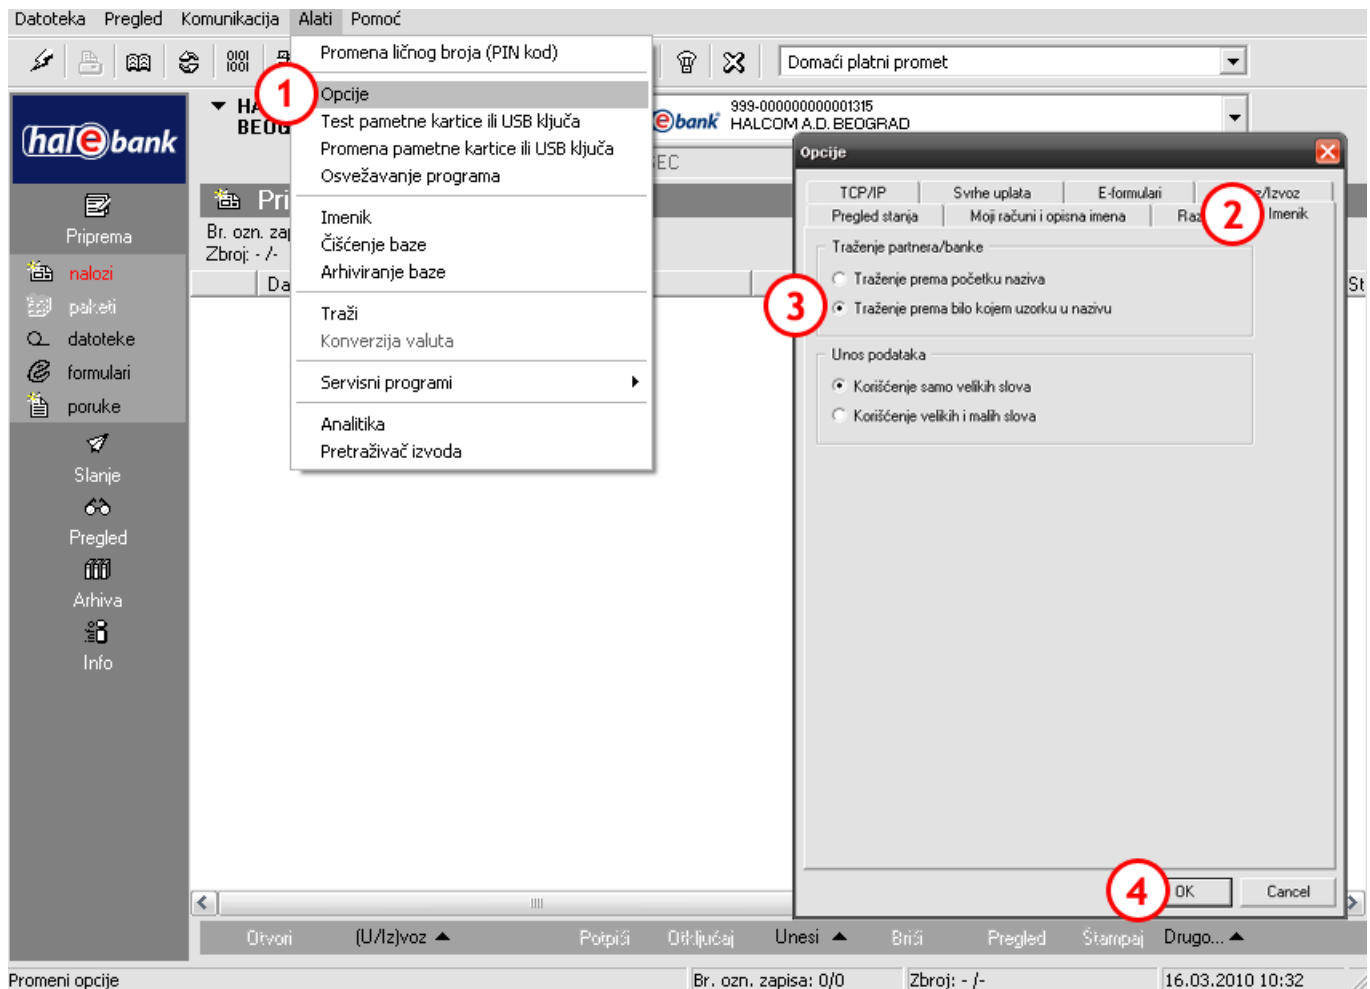 Datoteka Pregled Komunikacija Alati Pomoć
Domaći platni promet
Promena ličnog broja (PIN kod)
Opcije
Test pametne kartice ili USB ključa
Promena pametne kartice ili USB ključa
Osvežavanje programa
Imenik
Čišćenje baze
Arhiviranje baze
Traži
Konverzija valuta
Servisni programi
Analitika
Pretraživač izvoda
1
halebank
Priprema
nalozi
paketi
datoteke
formulari
poruke
Slanje
Pregled
Arhiva
Info
ebank
999-000000000001315
HALCOM A.D. BEOGRAD
Br. ozn.
Zbroj: - /-
Opcije
TCP/IP Svrhe uplata E-formulari
Pregled stanja Moji računi i opisna imena Imenik
2
Traženje partnera/banke
Traženje prema početku naziva
3
Traženje prema bilo kojem uzorku u nazivu
Unos podataka
Korišćenje samo velikih slova
Korišćenje velikih i malih slova
4
OK Cancel
Otvori (U/Iz)voz Potpiši Otključaj Unesi Briši Pregled Štampaj Drugo...
Promeni opcije Br. ozn. zapisa: 0/0 Zbroj: - /- 16.03.2010 10:32